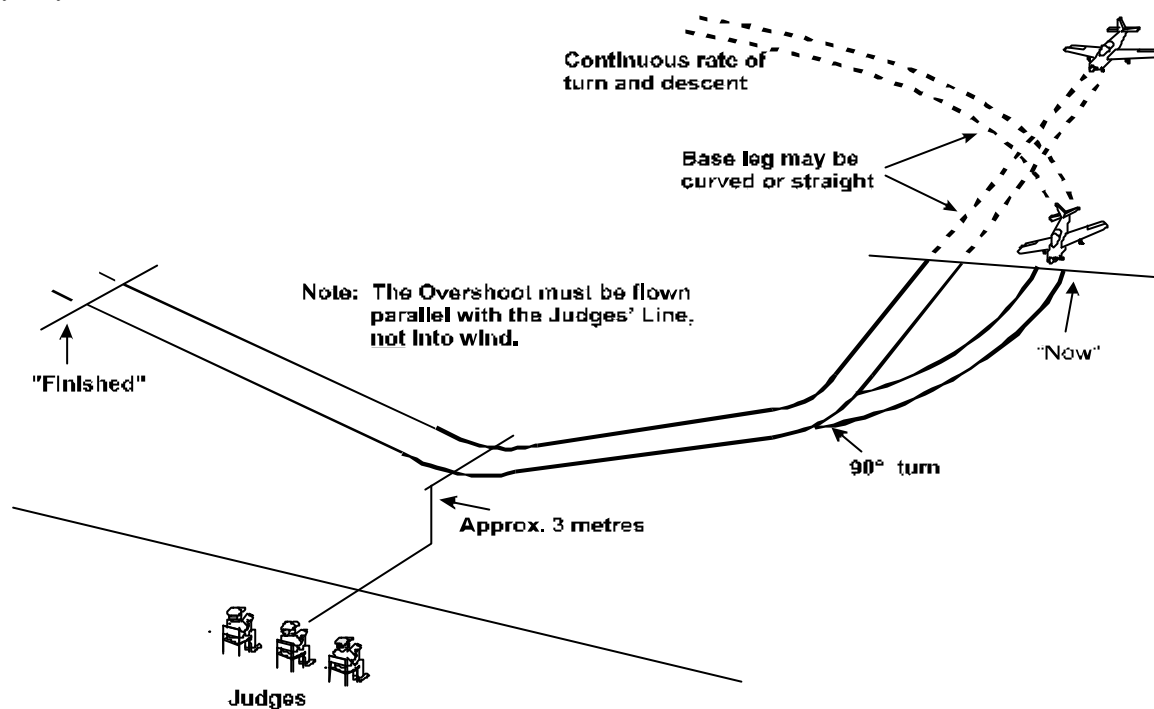 Continuous rate of
turn and descent
Base leg may be
curved or straight
Note: The Overshoot must be flown
parallel with the Judges' Line,
not into wind.
"Finished"
"Now"
90° turn
Approx. 3 metres
Judges